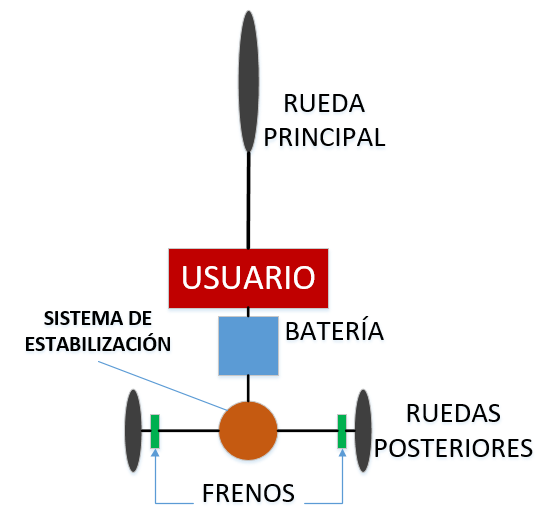 RUEDA
PRINCIPAL
USUARIO
SISTEMA DE
ESTABILIZACIÓN
BATERÍA
RUEDAS
POSTERIORES
FRENOS